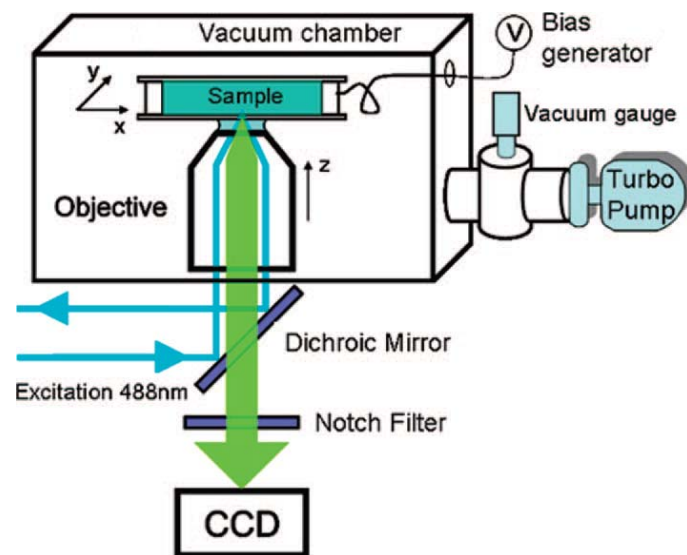 Vacuum chamber
V
Bias
generator
y
x
Sample
Vacuum gauge
z
Objective
Turbo
Pump
Dichroic Mirror
Excitation 488nm
Notch Filter
CCD